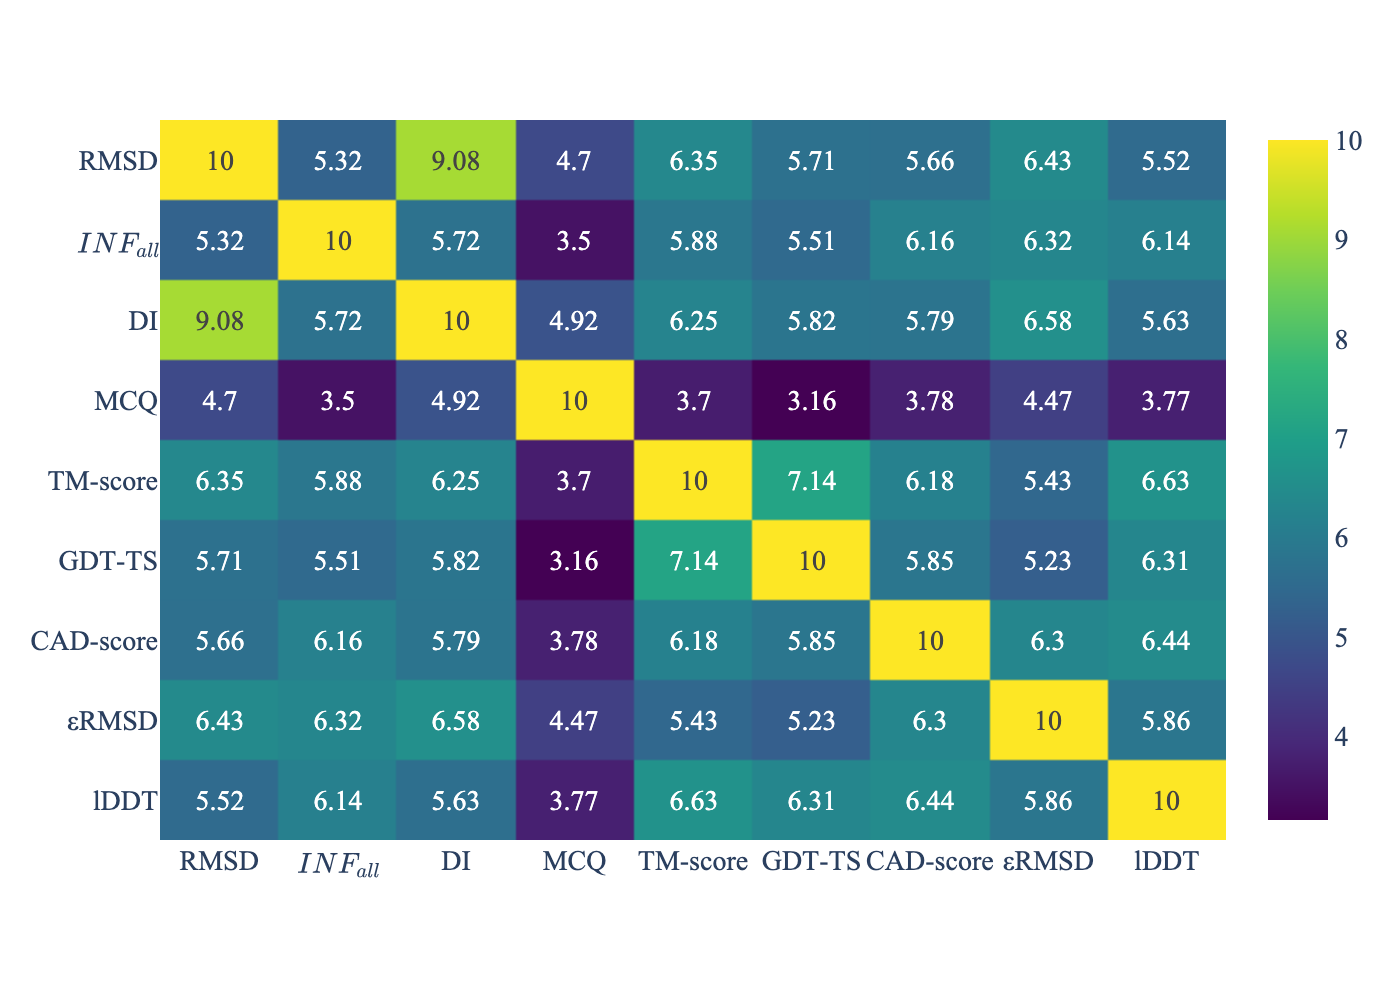 RMSD 10 5.32 9.08 4.7 6.35 5.71 5.66 6.43 5.52
INF_all 5.32 10 5.72 3.5 5.88 5.51 6.16 6.32 6.14
DI 9.08 5.72 10 4.92 6.25 5.82 5.79 6.58 5.63
MCQ 4.7 3.5 4.92 10 3.7 3.16 3.78 4.47 3.77
TM-score 6.35 5.88 6.25 3.7 10 7.14 6.18 5.43 6.63
GDT-TS 5.71 5.51 5.82 3.16 7.14 10 5.85 5.23 6.31
CAD-score 5.66 6.16 5.79 3.78 6.18 5.85 10 6.3 6.44
εRMSD 6.43 6.32 6.58 4.47 5.43 5.23 6.3 10 5.86
lDDT 5.52 6.14 5.63 3.77 6.63 6.31 6.44 5.86 10
RMSD INF_all DI MCQ TM-score GDT-TS CAD-score εRMSD lDDT
10
9
8
7
6
5
4